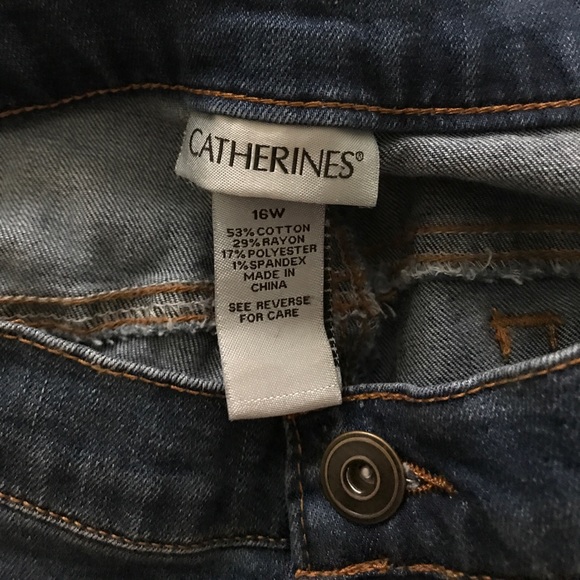 CATHERINES®
16W
53% COTTON
29% RAYON
17% POLYESTER
1% SPANDEX
MADE IN
CHINA
SEE REVERSE
FOR CARE